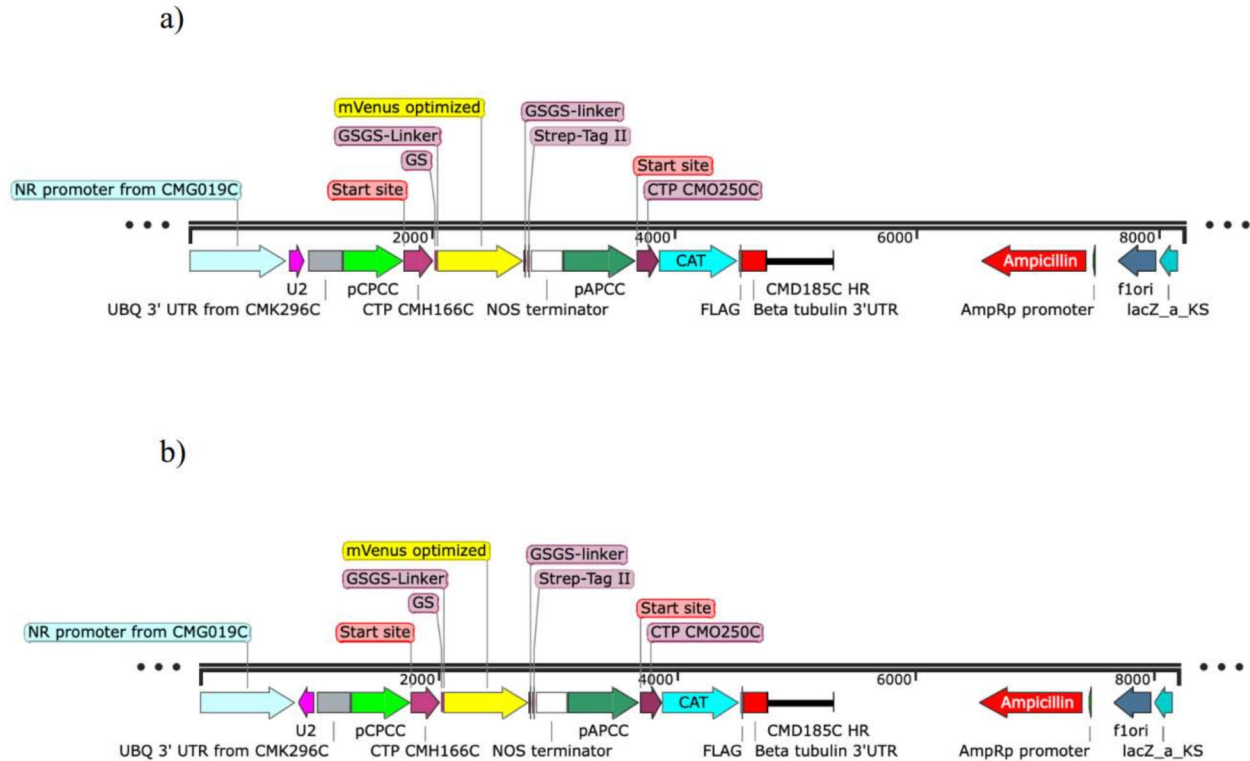 a)
mVenus optimized
GSGS-linker
GSGS-Linker
Strep-Tag II
GS
Start site
NR promoter from CMG019C
Start site
CTP CMO250C
2000
4000
6000
8000
CAT
Ampicillin
U2
pCPCC
pAPCC
CMD185C HR
f1ori
UBQ 3' UTR from CMK296C
CTP CMH166C
NOS terminator
FLAG
Beta tubulin 3'UTR
AmpRp promoter
lacZ_a_KS
b)
mVenus optimized
GSGS-linker
GSGS-Linker
Strep-Tag II
GS
Start site
NR promoter from CMG019C
Start site
CTP CMO250C
2000
4000
6000
8000
CAT
Ampicillin
U2
pCPCC
pAPCC
CMD185C HR
f1ori
UBQ 3' UTR from CMK296C
CTP CMH166C
NOS terminator
FLAG
Beta tubulin 3'UTR
AmpRp promoter
lacZ_a_KS